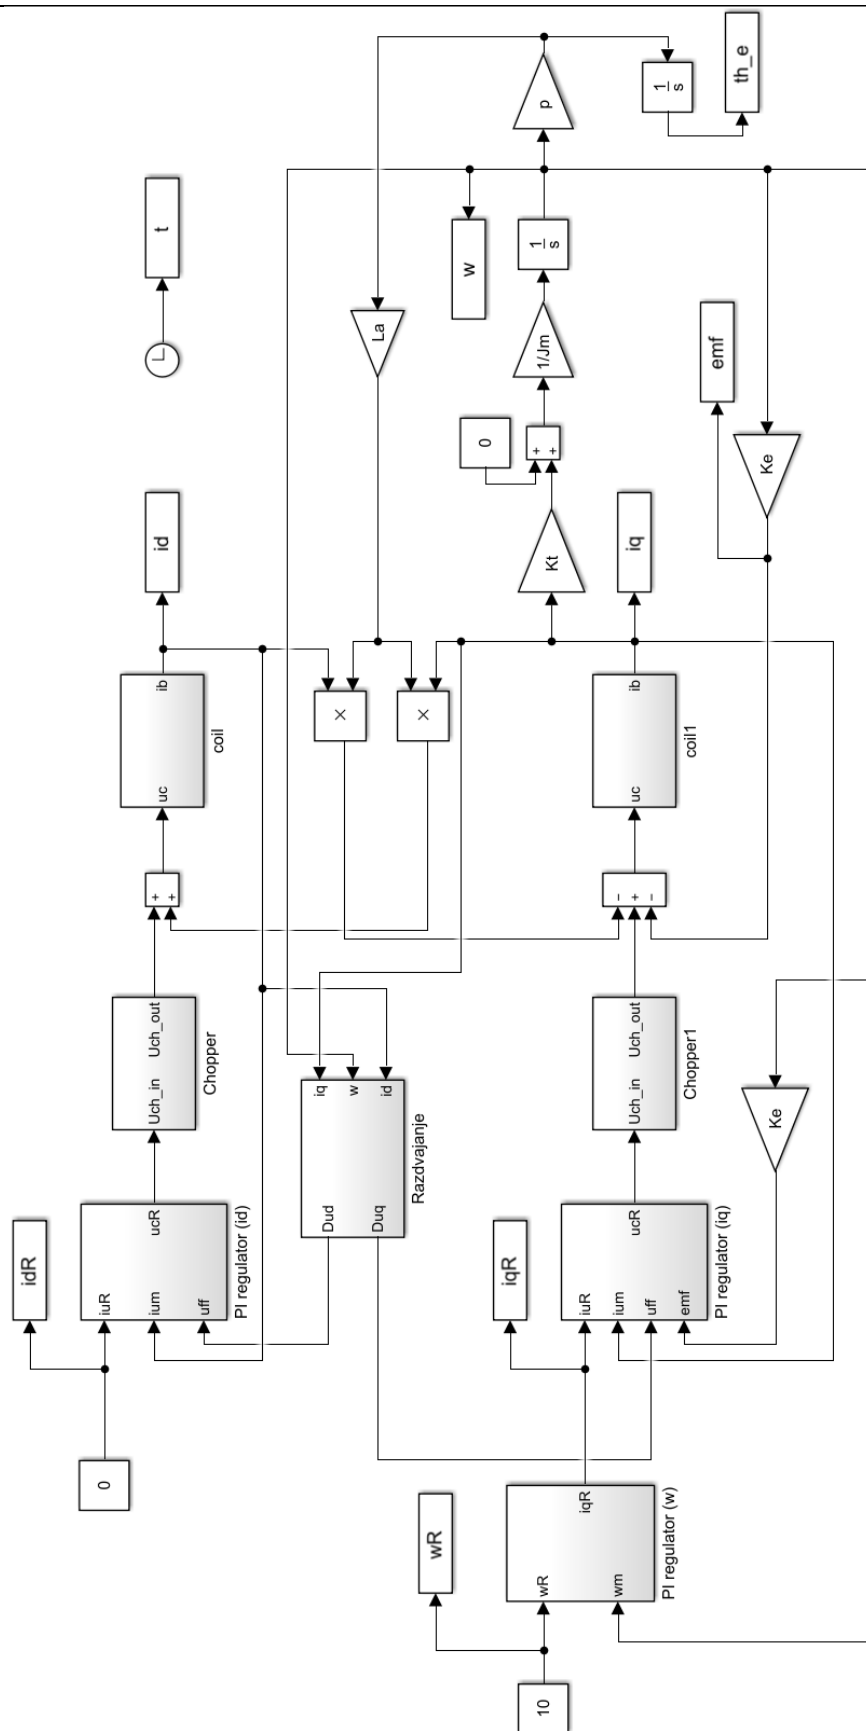 0
idR
iuR
ium
uff
ucR
PI regulator (id)
Uch_in
Uch_out
Chopper
+
+
uc
ib
coil
id
t
Dud
Duq
iq
w
id
Razdvajanje
×
×
La
10
wR
wR
wm
iqR
PI regulator (w)
iqR
iuR
ium
uff
emf
ucR
PI regulator (iq)
Uch_in
Uch_out
Chopper1
−
+
−
uc
ib
coil1
iq
Kt
0
+
+
1/Jm
1
s
w
p
1
s
th_e
Ke
Ke
emf